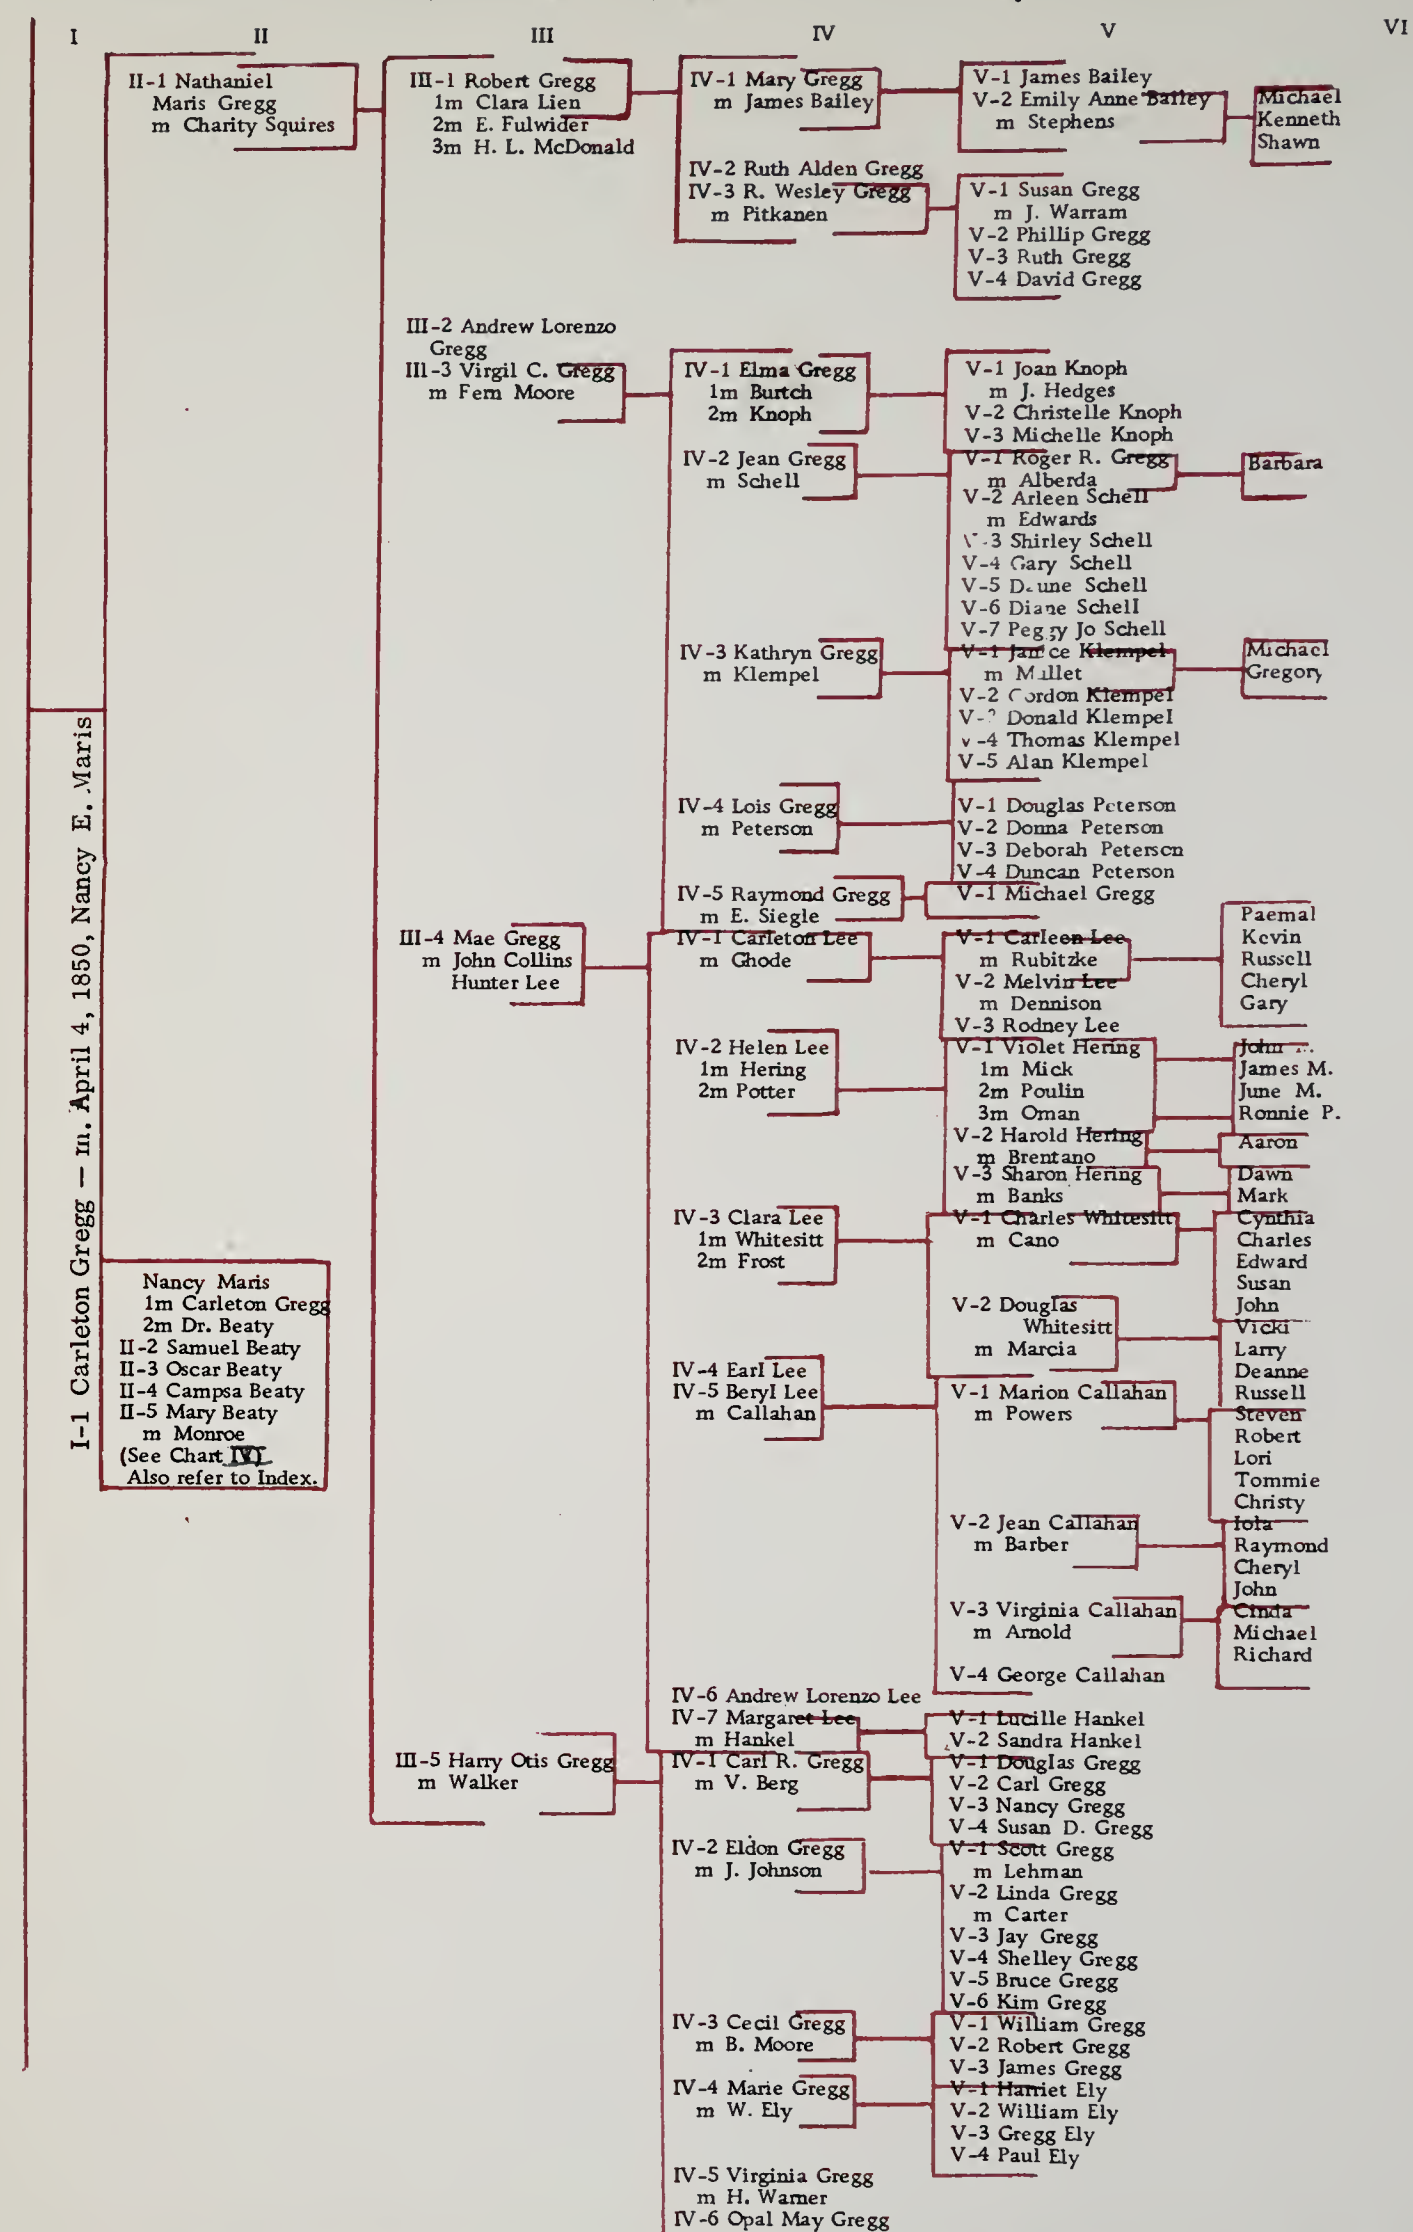 I II III IV V VI
I-1 Carleton Gregg — m. April 4, 1850, Nancy E. Maris
II-1 Nathaniel
Maris Gregg
m Charity Squires
Nancy Maris
1m Carleton Gregg
2m Dr. Beaty
II-2 Samuel Beaty
II-3 Oscar Beaty
II-4 Campsa Beaty
II-5 Mary Beaty
m Monroe
(See Chart IV)
Also refer to Index.
III-1 Robert Gregg
1m Clara Lien
2m E. Fulwider
3m H. L. McDonald
III-2 Andrew Lorenzo
Gregg
III-3 Virgil C. Gregg
m Fern Moore
III-4 Mae Gregg
m John Collins
Hunter Lee
III-5 Harry Otis Gregg
m Walker
IV-1 Mary Gregg
m James Bailey
IV-2 Ruth Alden Gregg
IV-3 R. Wesley Gregg
m Pitkanen
IV-1 Elma Gregg
1m Burtch
2m Knoph
IV-2 Jean Gregg
m Schell
IV-3 Kathryn Gregg
m Klempel
IV-4 Lois Gregg
m Peterson
IV-5 Raymond Gregg
m E. Siegle
IV-1 Carleton Lee
m Ghode
IV-2 Helen Lee
1m Hering
2m Potter
IV-3 Clara Lee
1m Whitesitt
2m Frost
IV-4 Earl Lee
IV-5 Beryl Lee
m Callahan
IV-6 Andrew Lorenzo Lee
IV-7 Margaret Lee
m Hankel
IV-1 Carl R. Gregg
m V. Berg
IV-2 Eldon Gregg
m J. Johnson
IV-3 Cecil Gregg
m B. Moore
IV-4 Marie Gregg
m W. Ely
IV-5 Virginia Gregg
m H. Warner
IV-6 Opal May Gregg
V-1 James Bailey
V-2 Emily Anne Bailey
m Stephens
V-1 Susan Gregg
m J. Warram
V-2 Phillip Gregg
V-3 Ruth Gregg
V-4 David Gregg
V-1 Joan Knoph
m J. Hedges
V-2 Christelle Knoph
V-3 Michelle Knoph
V-1 Roger R. Gregg
m Alberda
V-2 Arleen Schell
m Edwards
V-3 Shirley Schell
V-4 Gary Schell
V-5 Schell
V-6 Diane Schell
V-7 Peggy Jo Schell
V-1 Janice Klempel
m
V-2 Gordon Klempel
Donald Klempel
V-4 Thomas Klempel
V-5 Alan Klempel
V-1 Douglas Peterson
V-2 Donna Peterson
V-3 Deborah Peterson
V-4 Duncan Peterson
V-1 Michael Gregg
V-1 Carleen Lee
m Rubitzke
V-2 Melvin Lee
m Dennison
V-3 Rodney Lee
V-1 Violet Hering
1m Mick
2m Poulin
3m Oman
V-2 Harold Hering
m Brentano
V-3 Sharon Hering
m Banks
V-1 Charles Whitesitt
m Cano
V-2 Douglas
Whitesitt
m Marcia
V-1 Marion Callahan
m Powers
V-2 Jean Callahan
m Barber
V-3 Virginia Callahan
m Arnold
V-4 George Callahan
V-1 Lucille Hankel
V-2 Sandra Hankel
V-1 Douglas Gregg
V-2 Carl Gregg
V-3 Nancy Gregg
V-4 Susan D. Gregg
V-1 Scott Gregg
m Lehman
V-2 Linda Gregg
m Carter
V-3 Jay Gregg
V-4 Shelley Gregg
V-5 Bruce Gregg
V-6 Kim Gregg
V-1 William Gregg
V-2 Robert Gregg
V-3 James Gregg
V-1 Harriet Ely
V-2 William Ely
V-3 Gregg Ely
V-4 Paul Ely
Michael
Kenneth
Shawn
Barbara
Michael
Gregory
Paemal
Kevin
Russell
Cheryl
Gary
John
James M.
June M.
Ronnie P.
Aaron
Dawn
Mark
Cynthia
Charles
Edward
Susan
John
Vicki
Larry
Deanne
Russell
Steven
Robert
Lori
Tommie
Christy
Iola
Raymond
Cheryl
John
Cinda
Michael
Richard